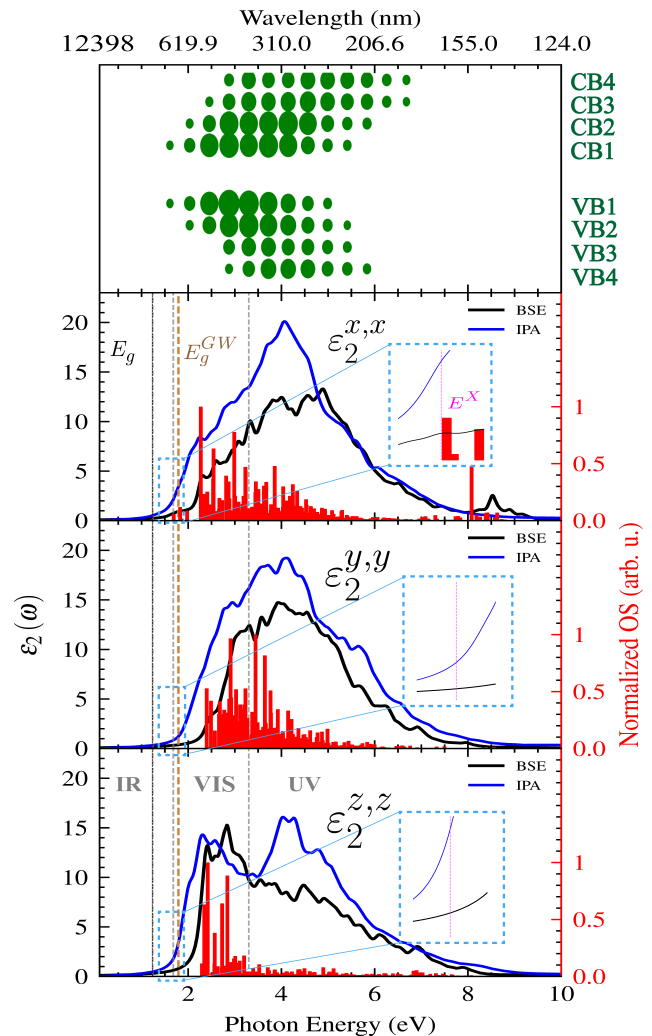 Wavelength (nm)
12398 619.9 310.0 206.6 155.0 124.0
CB4
CB3
CB2
CB1
VB1
VB2
VB3
VB4
20
15
10
5
0
E_g
E_g^{GW}
ε_2^{x,x}
BSE
IPA
E^X
1
0.5
0.0
20
15
10
5
0
ε_2^{y,y}
BSE
IPA
1
0.5
0.0
ε_2(ω)
Normalized OS (arb. u.)
20
15
10
5
0
IR VIS UV
ε_2^{z,z}
BSE
IPA
1
0.5
0.0
2 4 6 8 10
Photon Energy (eV)